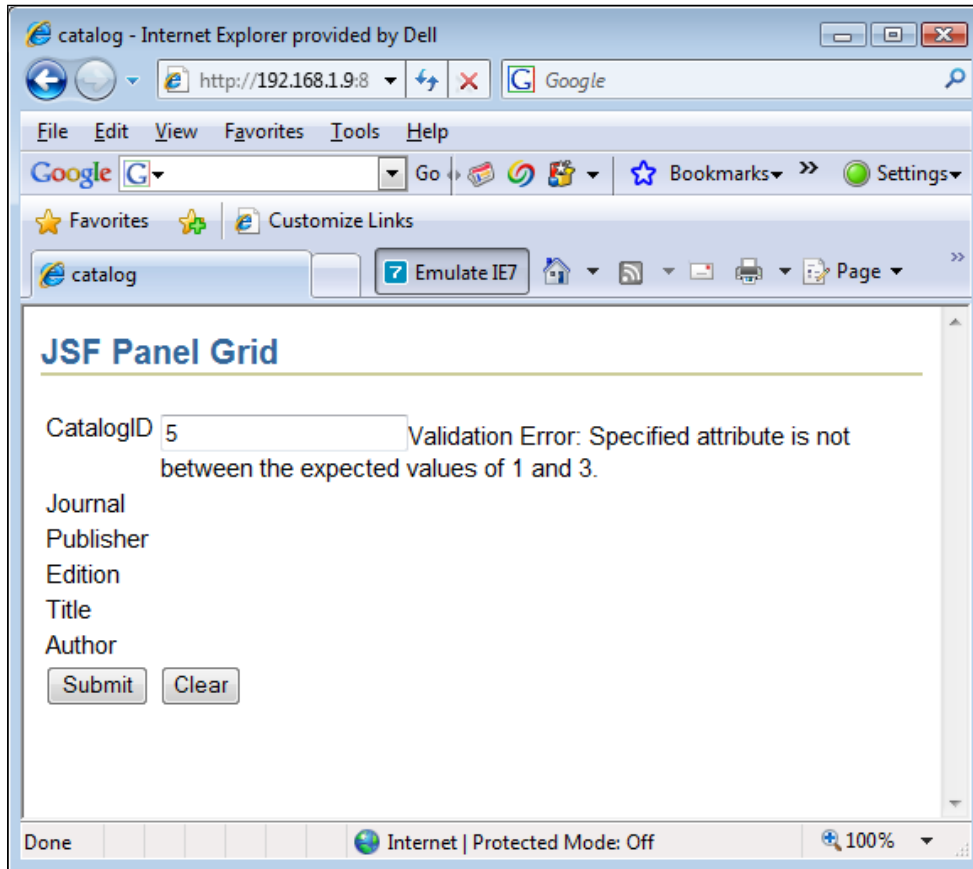 catalog - Internet Explorer provided by Dell
http://192.168.1.9:8
G Google
File Edit View Favorites Tools Help
Google G Go Bookmarks Settings
Favorites Customize Links
catalog 7 Emulate IE7 Page
JSF Panel Grid
CatalogID 5 Validation Error: Specified attribute is not
between the expected values of 1 and 3.
Journal
Publisher
Edition
Title
Author
Submit Clear
Done Internet | Protected Mode: Off 100%